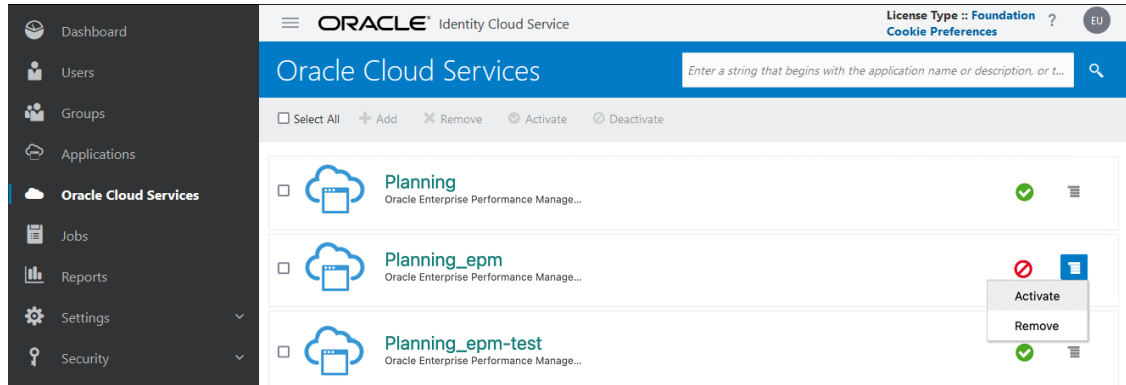 Dashboard
Users
Groups
Applications
Oracle Cloud Services
Jobs
Reports
Settings
Security
ORACLE® Identity Cloud Service
License Type :: Foundation
Cookie Preferences
?
EU
Oracle Cloud Services
Enter a string that begins with the application name or description, or t...
Select All
Add
Remove
Activate
Deactivate
Planning
Oracle Enterprise Performance Manage...
Planning_epm
Oracle Enterprise Performance Manage...
Activate
Remove
Planning_epm-test
Oracle Enterprise Performance Manage...